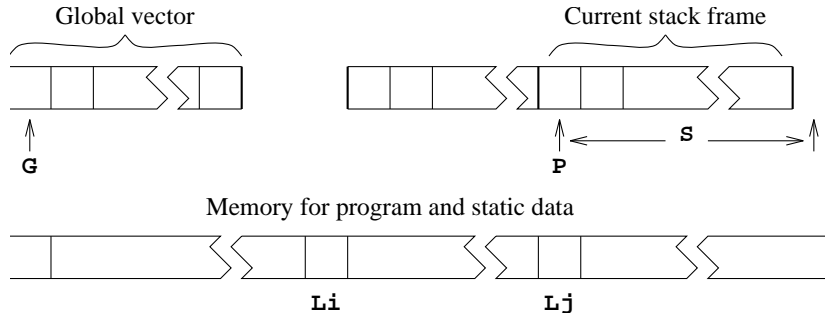 Global vector
Current stack frame
G
P
S
Memory for program and static data
Li
Lj